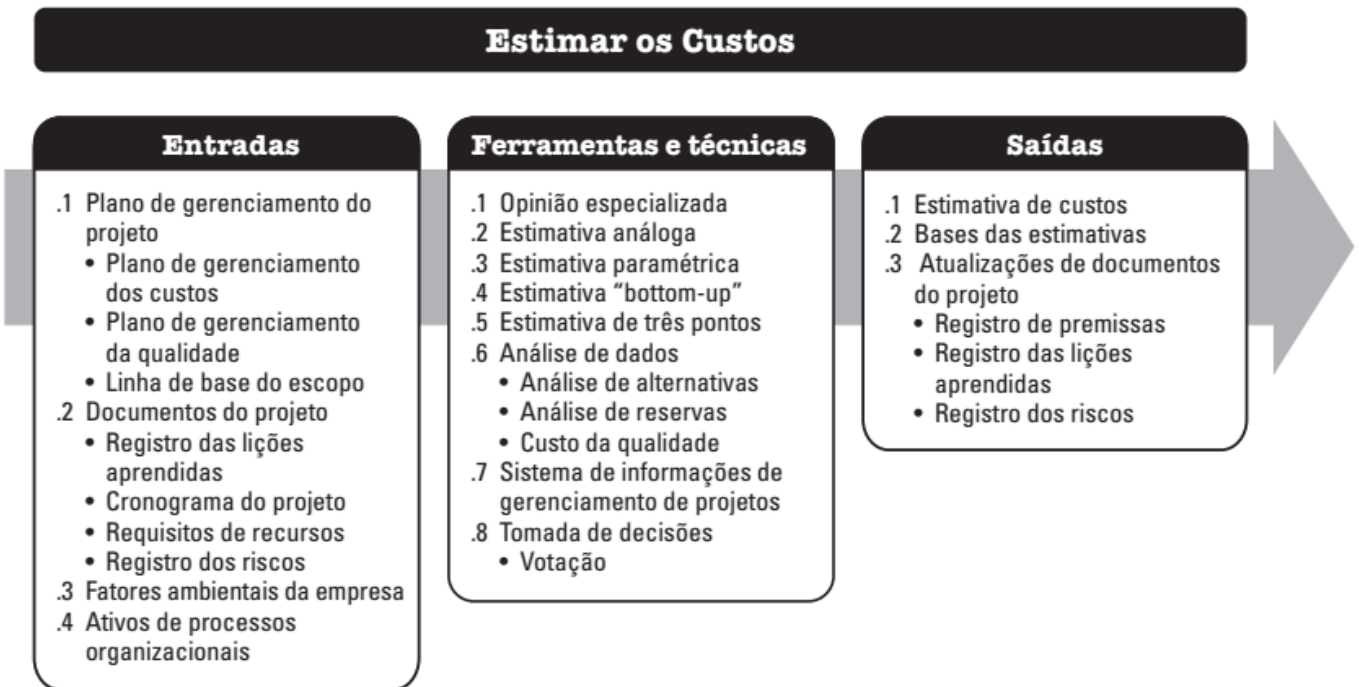 Estimar os Custos
Entradas
.1 Plano de gerenciamento do
projeto
• Plano de gerenciamento
dos custos
• Plano de gerenciamento
da qualidade
• Linha de base do escopo
.2 Documentos do projeto
• Registro das lições
aprendidas
• Cronograma do projeto
• Requisitos de recursos
• Registro dos riscos
.3 Fatores ambientais da empresa
.4 Ativos de processos
organizacionais
Ferramentas e técnicas
.1 Opinião especializada
.2 Estimativa análoga
.3 Estimativa paramétrica
.4 Estimativa “bottom-up”
.5 Estimativa de três pontos
.6 Análise de dados
• Análise de alternativas
• Análise de reservas
• Custo da qualidade
.7 Sistema de informações de
gerenciamento de projetos
.8 Tomada de decisões
• Votação
Saídas
.1 Estimativa de custos
.2 Bases das estimativas
.3 Atualizações de documentos
do projeto
• Registro de premissas
• Registro das lições
aprendidas
• Registro dos riscos